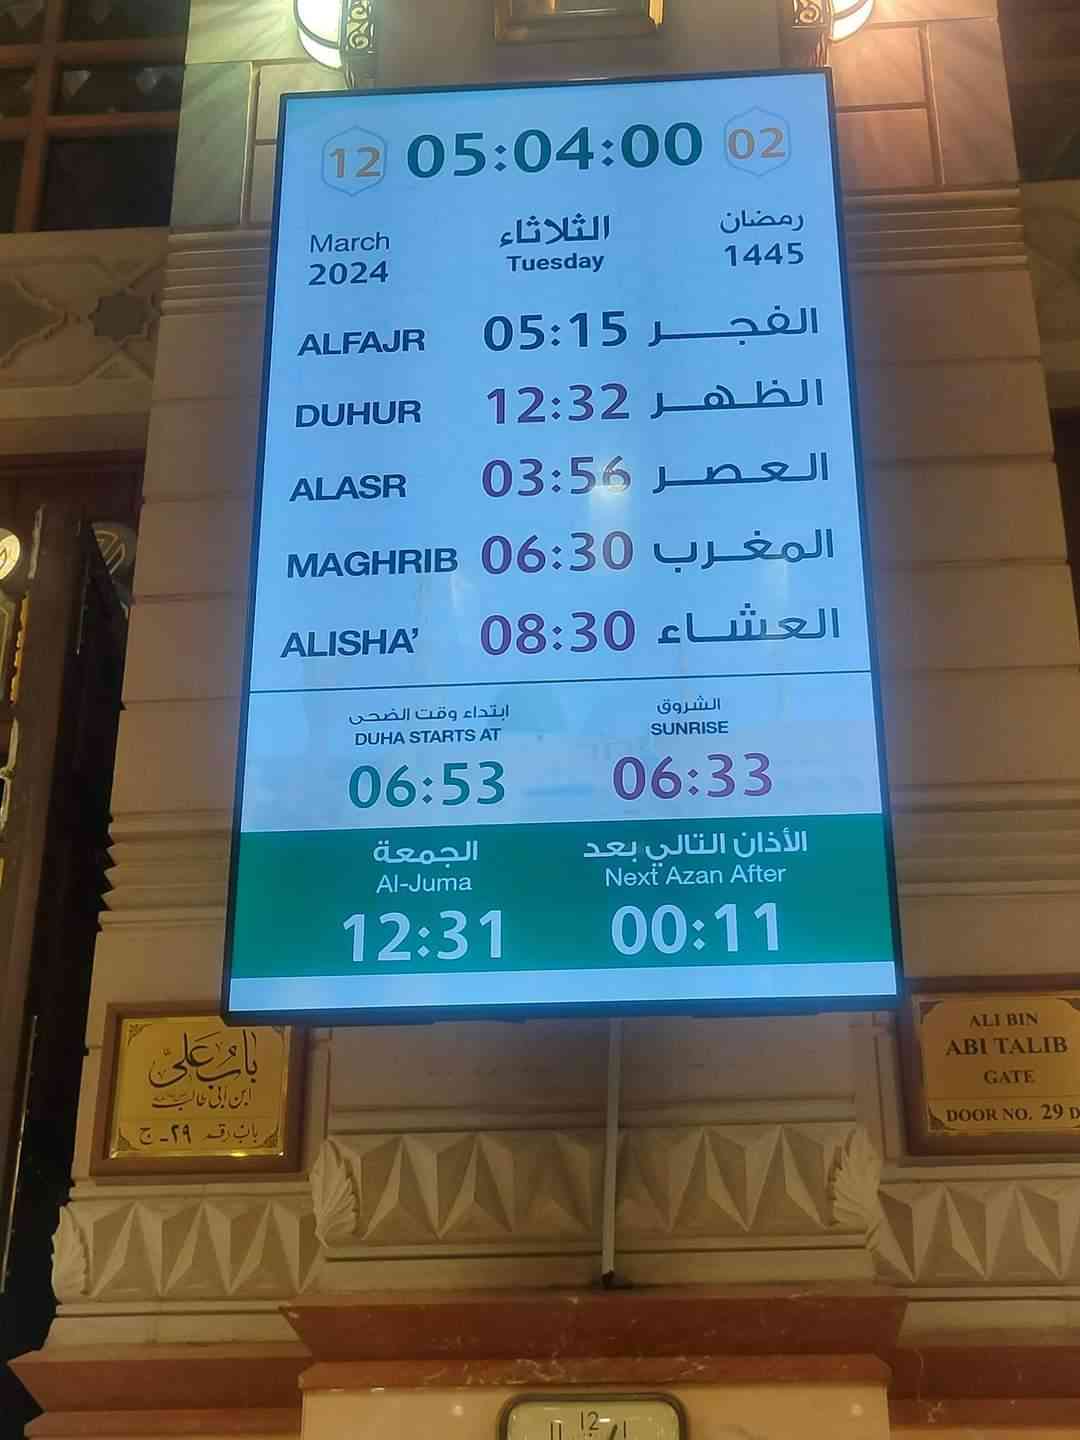 12 05:04:00 02
March الثلاثاء رمضان
2024 Tuesday 1445
ALFAJR 05:15 الفجر
DUHUR 12:32 الظهر
ALASR 03:56 العصر
MAGHRIB 06:30 المغرب
ALISHA’ 08:30 العشاء
ابتداء وقت الضحى الشروق
DUHA STARTS AT SUNRISE
06:53 06:33
الجمعة الأذان التالي بعد
Al-Juma Next Azan After
12:31 00:11
باب علي
ابن أبي طالب
باب رقم ٢٩ - ج
ALI BIN
ABI TALIB
GATE
DOOR NO. 29 D
12
11